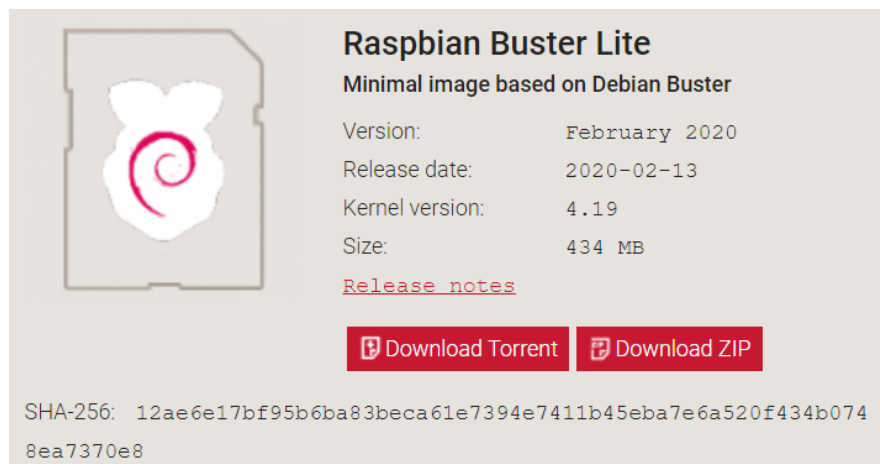 Raspbian Buster Lite
Minimal image based on Debian Buster
Version: February 2020
Release date: 2020-02-13
Kernel version: 4.19
Size: 434 MB
Release notes
Download Torrent Download ZIP
SHA-256: 12ae6e17bf95b6ba83beca61e7394e7411b45eba7e6a520f434b074
8ea7370e8